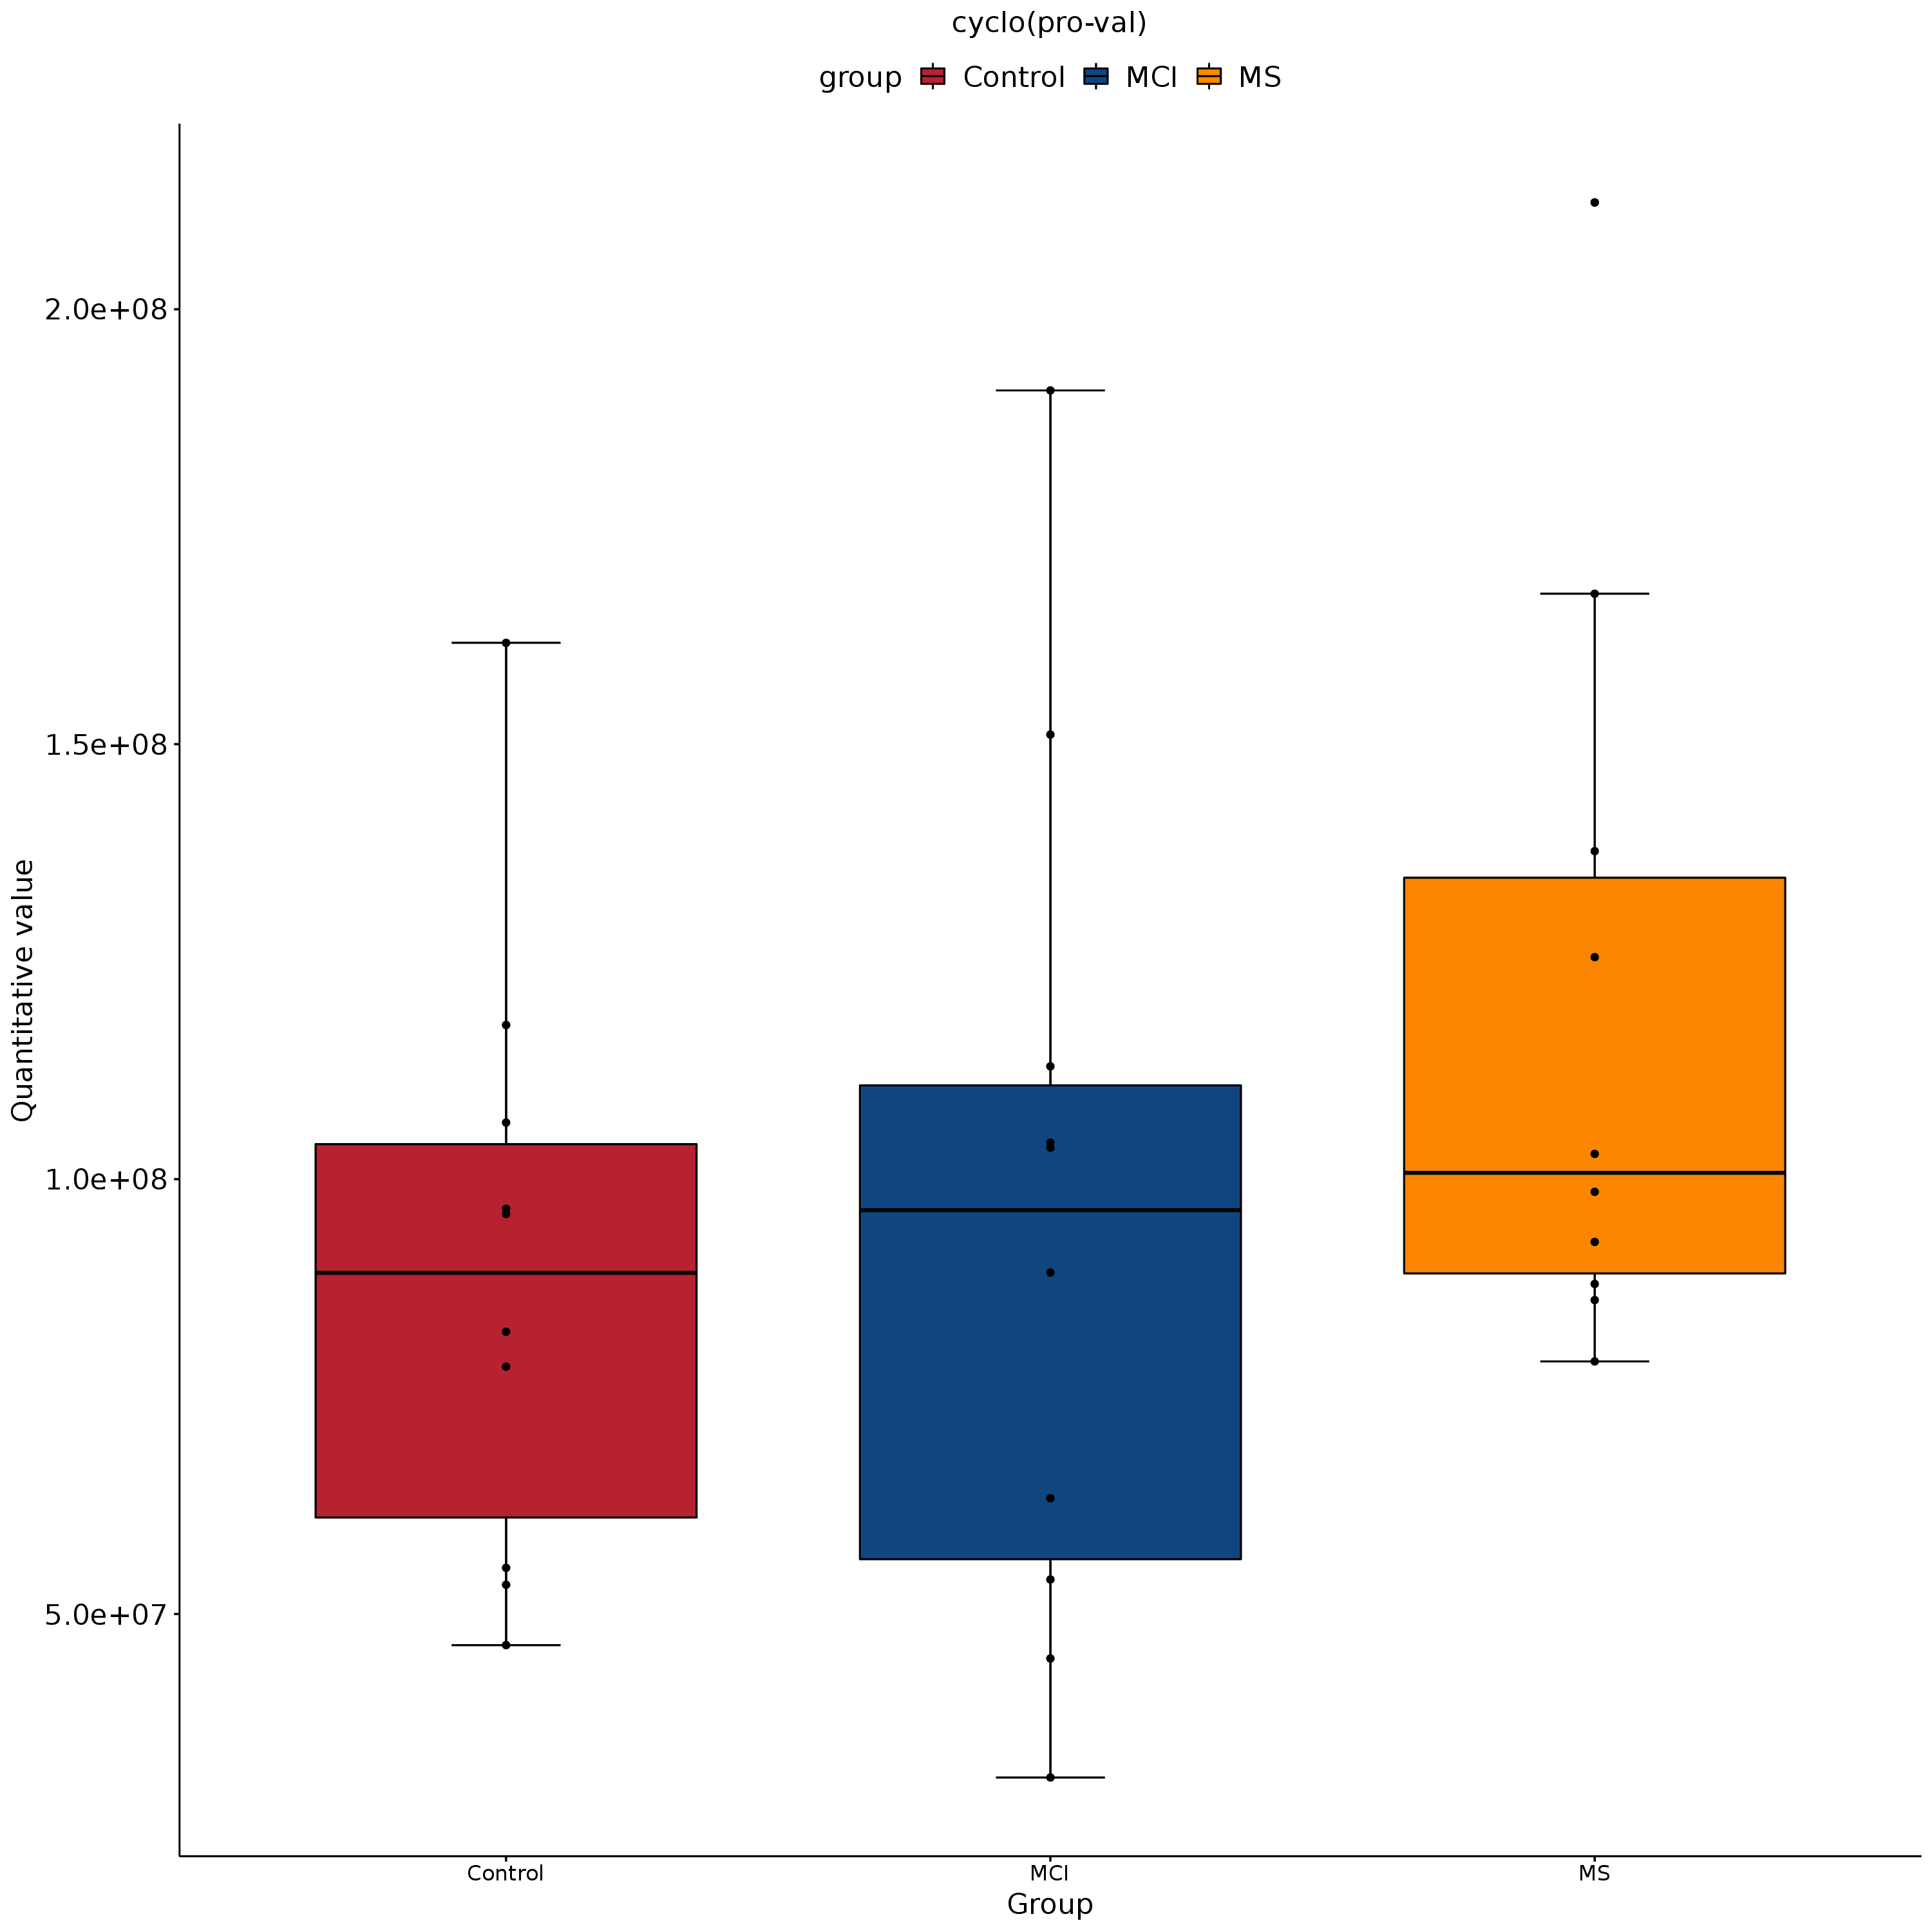 cyclo(pro-val)
group Control MCI MS
2.0e+08
1.5e+08
1.0e+08
5.0e+07
Quantitative value
Control MCI MS
Group